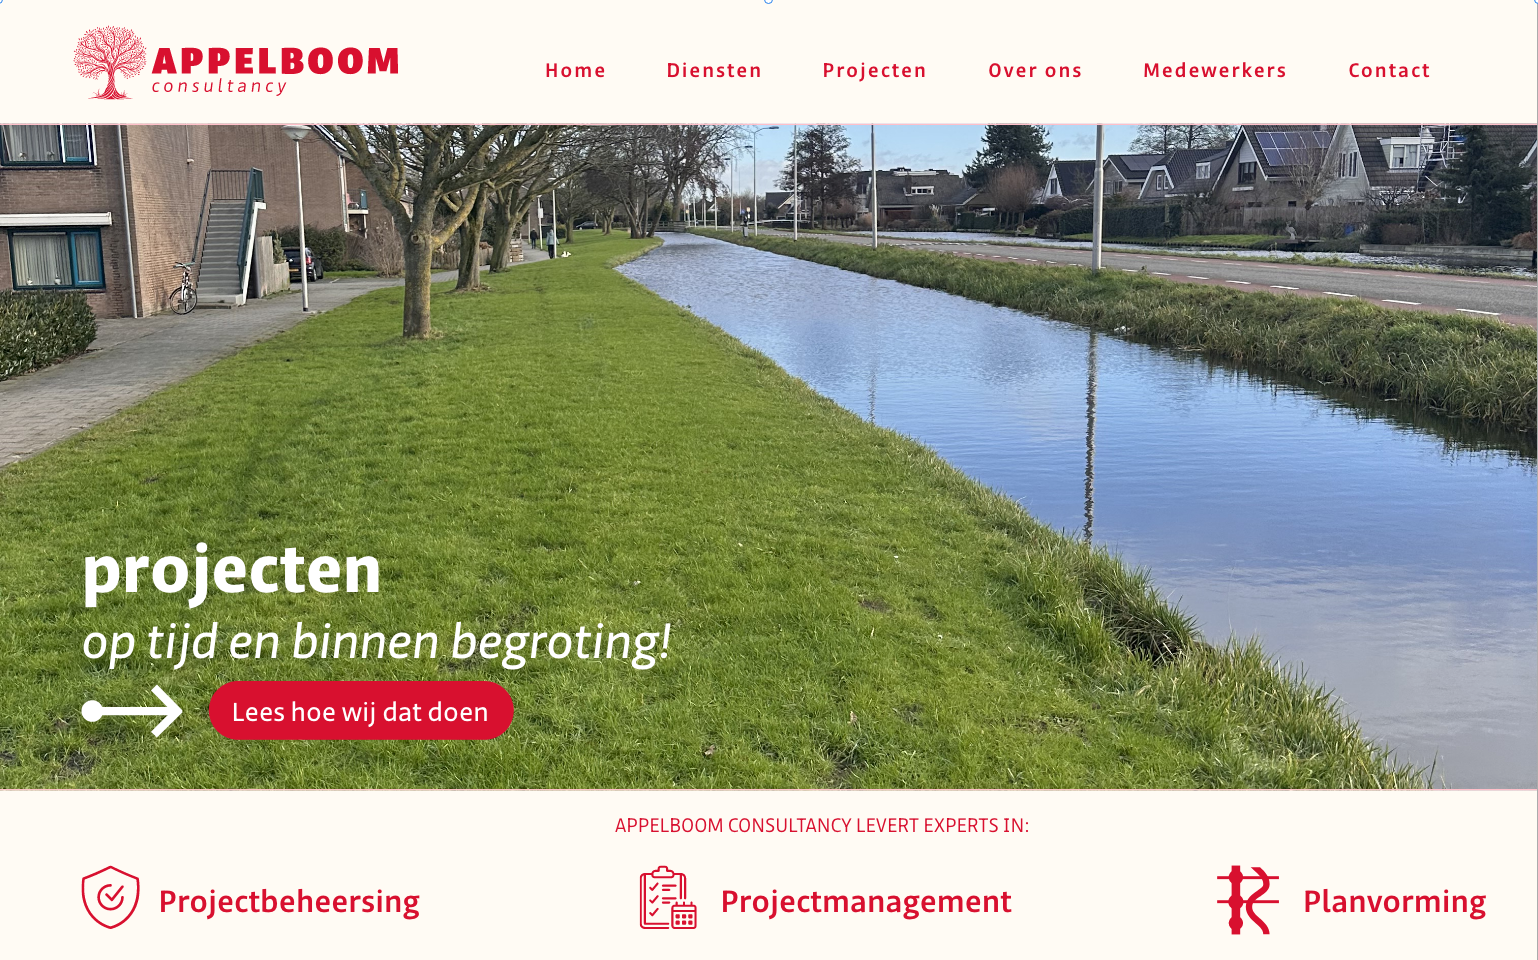 APPELBOOM
consultancy
Home Diensten Projecten Over ons Medewerkers Contact
projecten
op tijd en binnen begroting!
Lees hoe wij dat doen
APPELBOOM CONSULTANCY LEVERT EXPERTS IN:
Projectbeheersing Projectmanagement Planvorming